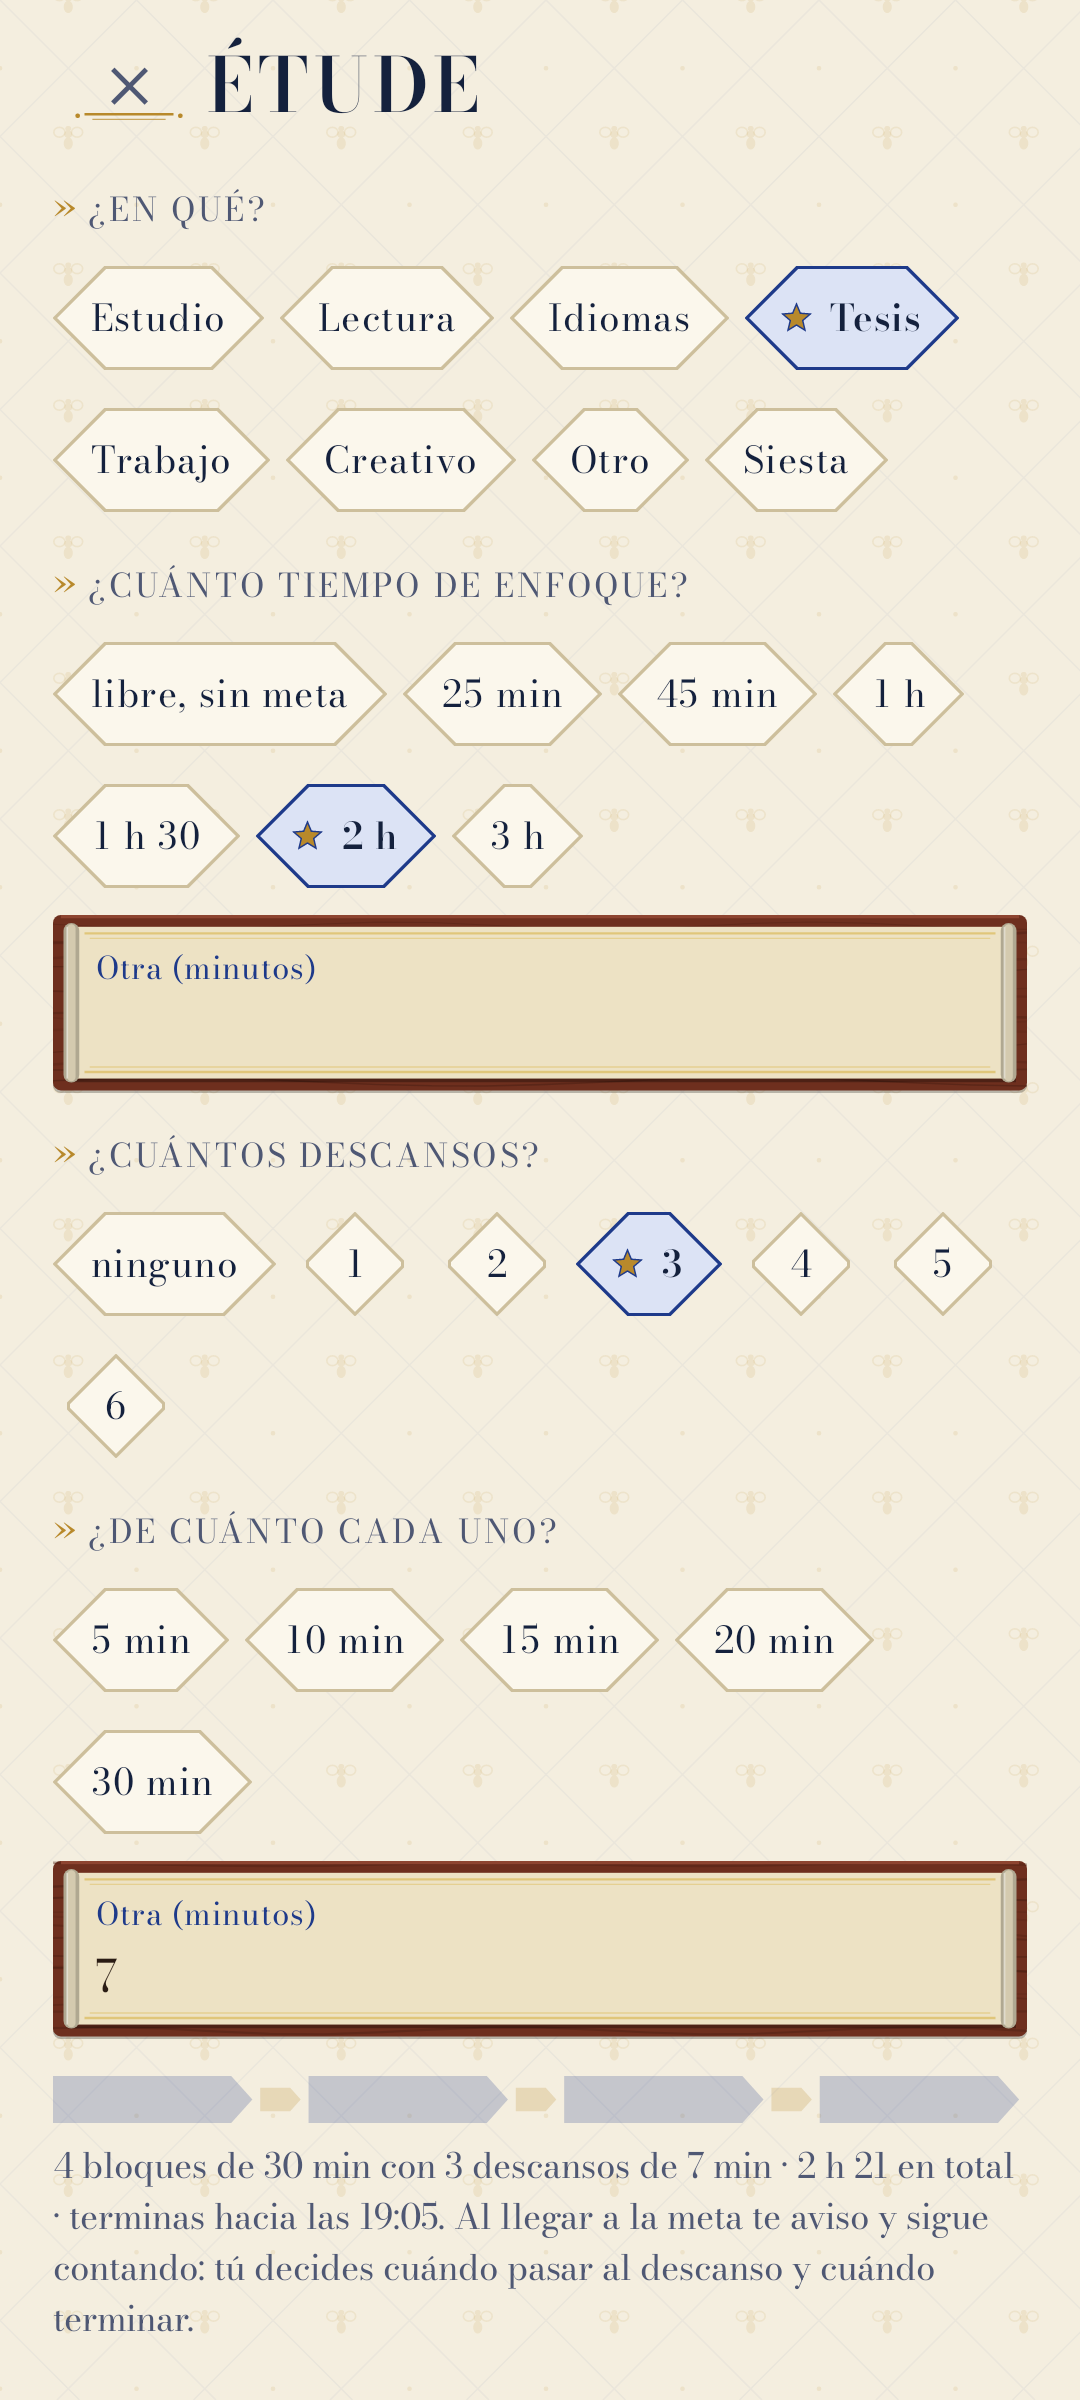 × ÉTUDE
» ¿EN QUÉ?
Estudio Lectura Idiomas Tesis
Trabajo Creativo Otro Siesta
» ¿CUÁNTO TIEMPO DE ENFOQUE?
libre, sin meta 25 min 45 min 1 h
1 h 30 2 h 3 h
Otra (minutos)
» ¿CUÁNTOS DESCANSOS?
ninguno 1 2 3 4 5
6
» ¿DE CUÁNTO CADA UNO?
5 min 10 min 15 min 20 min
30 min
Otra (minutos)
7
4 bloques de 30 min con 3 descansos de 7 min · 2 h 21 en total
· terminas hacia las 19:05. Al llegar a la meta te aviso y sigue
contando: tú decides cuándo pasar al descanso y cuándo
terminar.